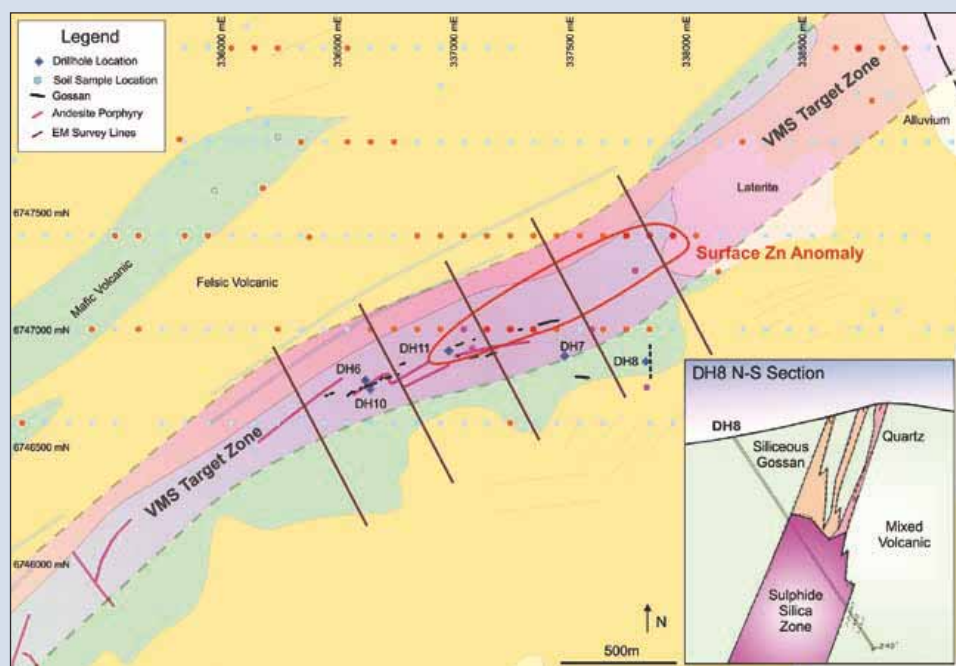 Legend
Drillhole Location
Soil Sample Location
Gossan
Andesite Porphyry
EM Survey Lines
336000 mE
337000 mE
337500 mE
338000 mE
338500 mE
VMS Target Zone
Alluvium
Laterite
6747500 mN
Mafic Volcanic
Felsic Volcanic
Surface Zn Anomaly
6747000 mN
DH11
DH7
DH8
DH6
DH10
6746500 mN
VMS Target Zone
6746000 mN
N
500m
DH8 N-S Section
DH8
Siliceous
Gossan
Quartz
Mixed
Volcanic
Sulphide
Silica
Zone